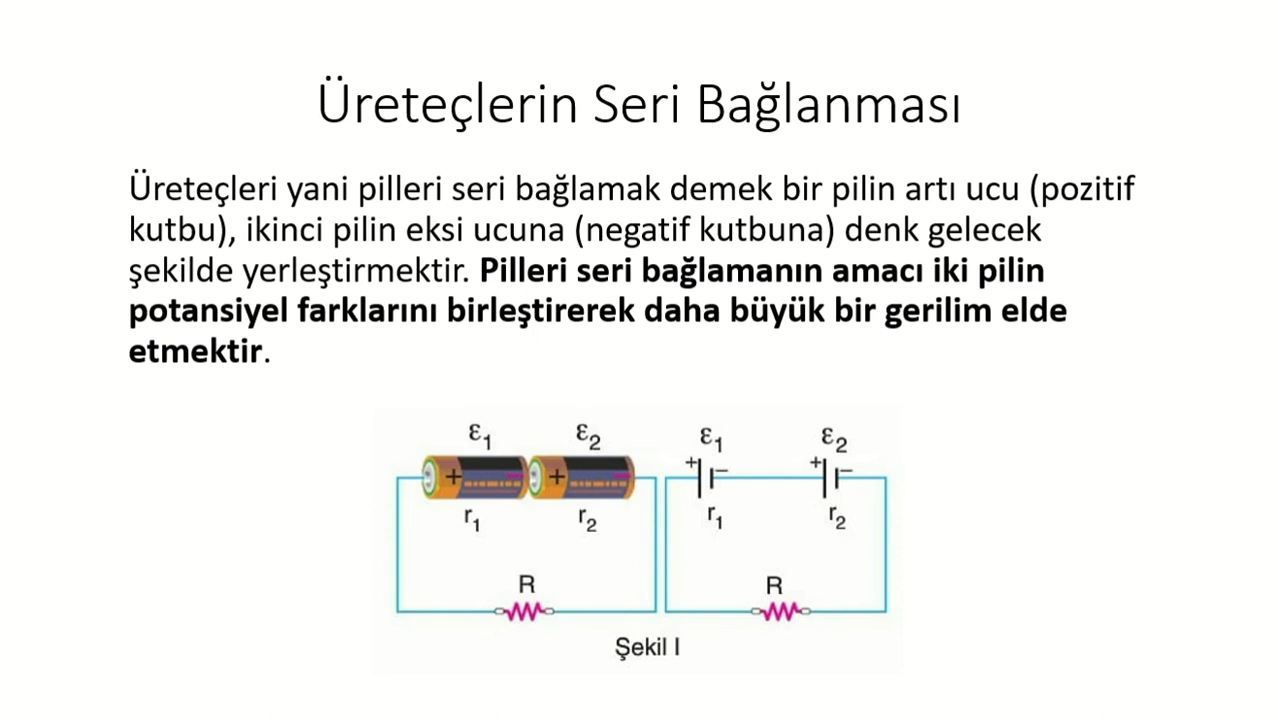 Üreteçlerin Seri Bağlanması
Üreteçleri yani pilleri seri bağlamak demek bir pilin artı ucu (pozitif
kutbu), ikinci pilin eksi ucuna (negatif kutbuna) denk gelecek
şekilde yerleştirmektir. Pilleri seri bağlamanın amacı iki pilin
potansiyel farklarını birleştirerek daha büyük bir gerilim elde
etmektir.
ε₁ ε₂ ε₁ ε₂
+ − + − + − + −
r₁ r₂ r₁ r₂
R R
Şekil I